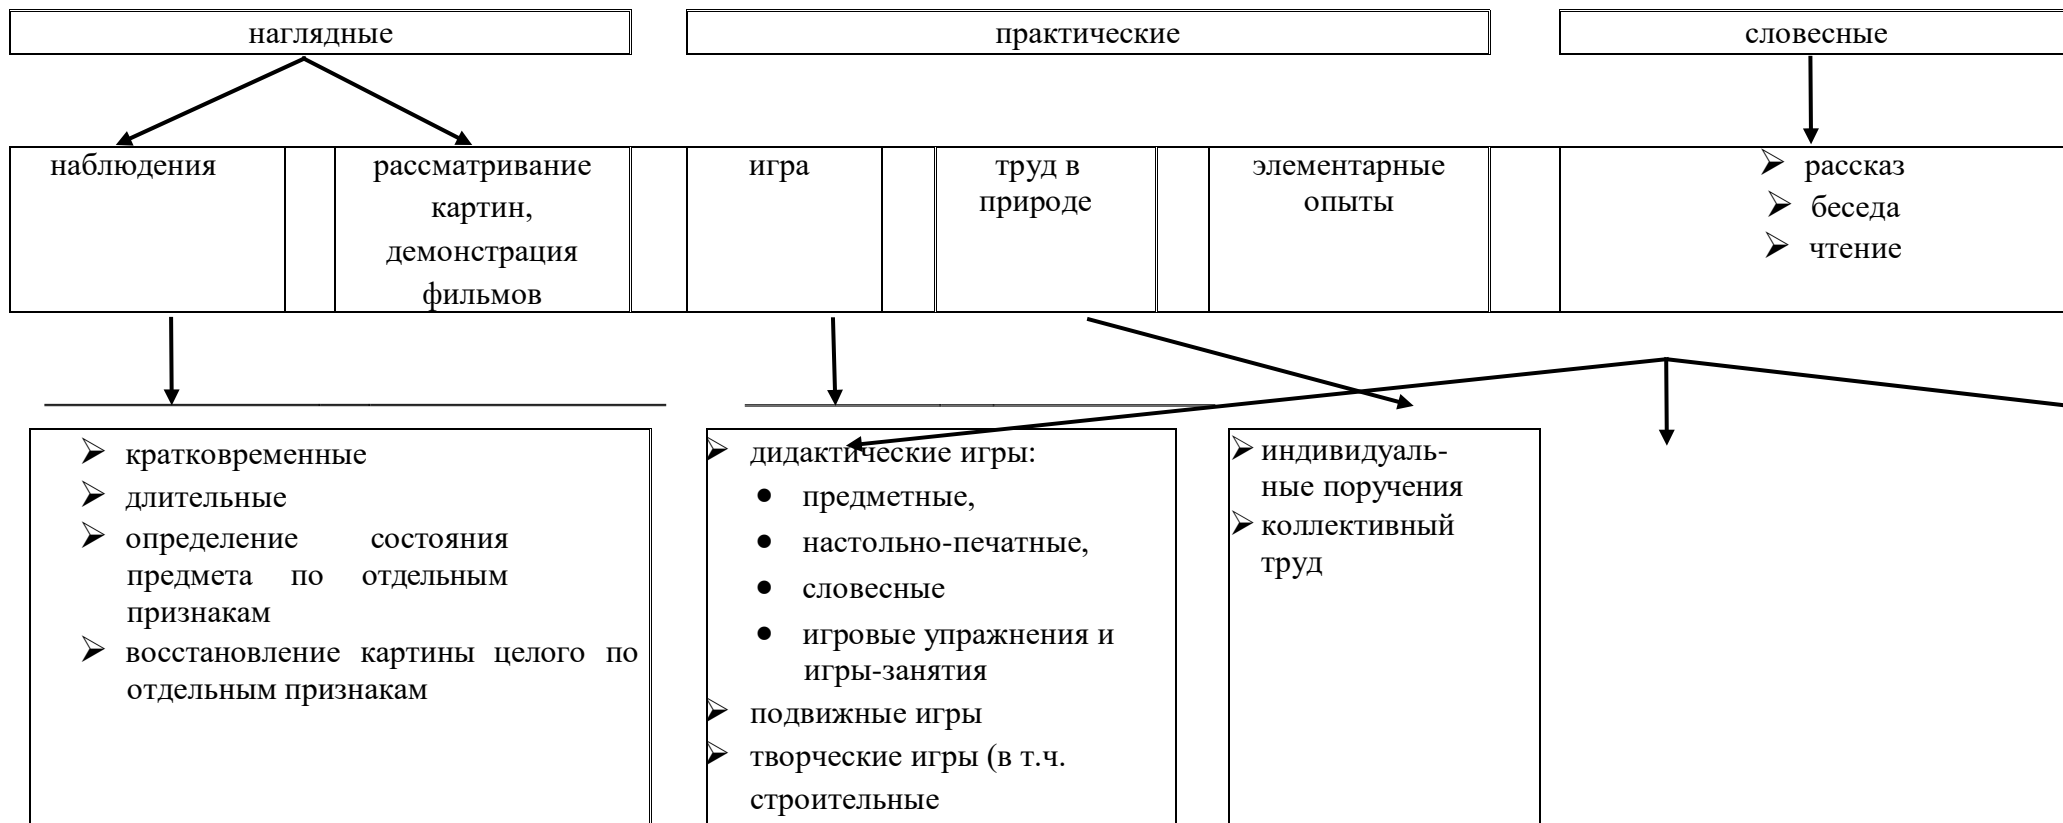 наглядные
практические
словесные
наблюдения
рассматривание
картин,
демонстрация
фильмов
игра
труд в
природе
элементарные
опыты
➢ рассказ
➢ беседа
➢ чтение
➢ кратковременные
➢ длительные
➢ определение состояния
предмета по отдельным
признакам
➢ восстановление картины целого по
отдельным признакам
➢ дидактические игры:
• предметные,
• настольно-печатные,
• словесные
• игровые упражнения и
игры-занятия
➢ подвижные игры
➢ творческие игры (в т.ч.
строительные
➢ индивидуаль-
ные поручения
➢ коллективный
труд